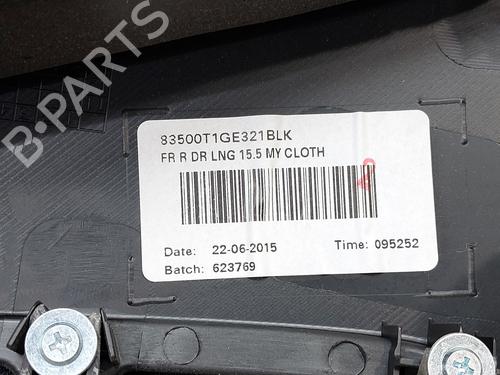 83500T1GE321BLK
FR R DR LNG 15.5 MY CLOTH
Date: 22-06-2015 Time: 095252
Batch: 623769
B-PARTS